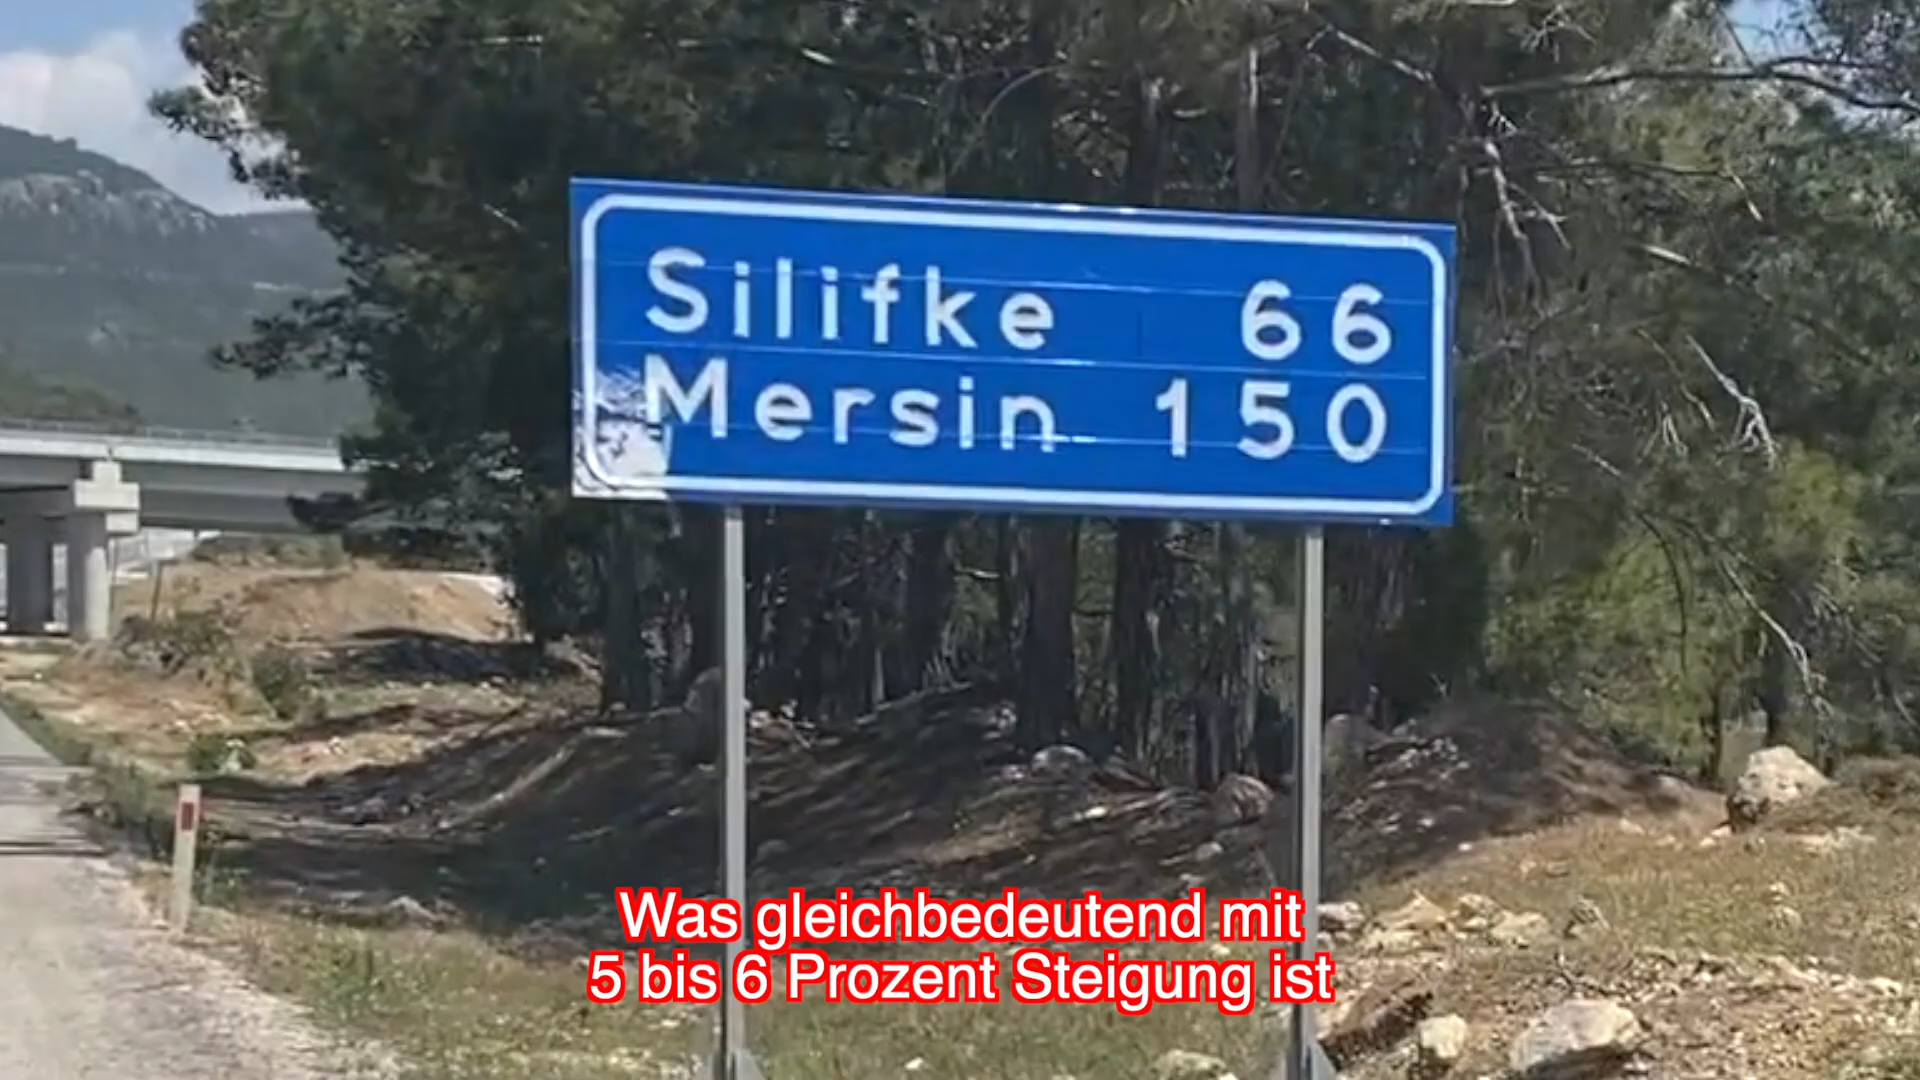 Silifke 66
Mersin 150
Was gleichbedeutend mit
5 bis 6 Prozent Steigung ist